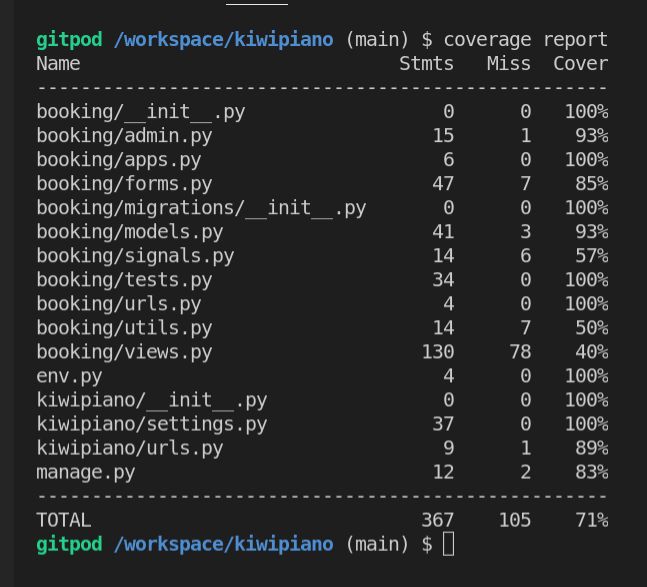 gitpod /workspace/kiwipiano (main) $ coverage report
Name                             Stmts   Miss  Cover
----------------------------------------------------
booking/__init__.py                  0      0   100%
booking/admin.py                    15      1    93%
booking/apps.py                      6      0   100%
booking/forms.py                    47      7    85%
booking/migrations/__init__.py       0      0   100%
booking/models.py                   41      3    93%
booking/signals.py                  14      6    57%
booking/tests.py                    34      0   100%
booking/urls.py                      4      0   100%
booking/utils.py                    14      7    50%
booking/views.py                   130     78    40%
env.py                               4      0   100%
kiwipiano/__init__.py                0      0   100%
kiwipiano/settings.py               37      0   100%
kiwipiano/urls.py                    9      1    89%
manage.py                           12      2    83%
----------------------------------------------------
TOTAL                              367    105    71%
gitpod /workspace/kiwipiano (main) $